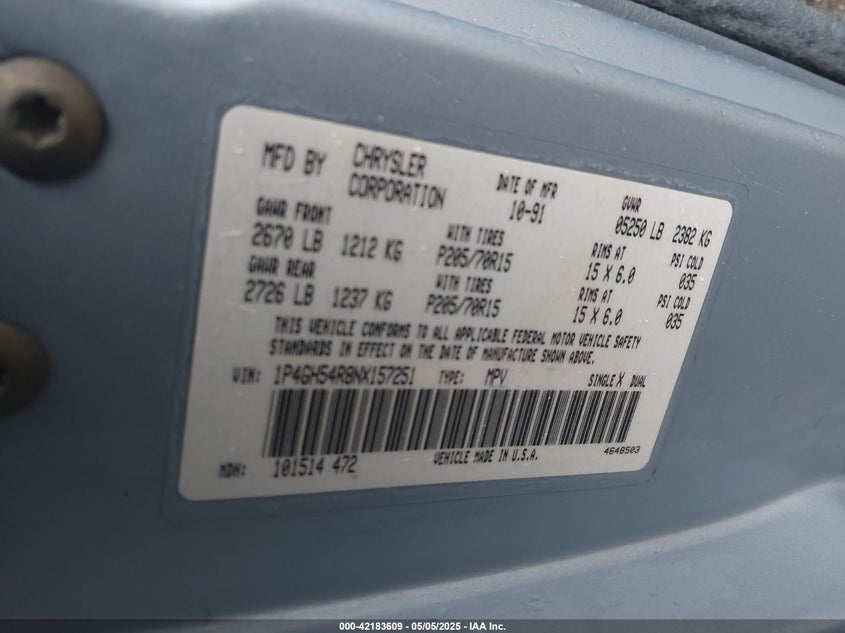 MFD BY CHRYSLER CORPORATION DATE OF MFR 10-91 GVWR 05250 LB 2382 KG
GAWR FRONT WITH TIRES RIMS AT PSI COLD
2670 LB 1212 KG P205/70R15 15 X 6.0 035
GAWR REAR WITH TIRES RIMS AT PSI COLD
2726 LB 1237 KG P205/70R15 15 X 6.0 035
THIS VEHICLE CONFORMS TO ALL APPLICABLE FEDERAL MOTOR VEHICLE SAFETY
STANDARDS IN EFFECT ON THE DATE OF MANUFACTURE SHOWN ABOVE.
VIN: 1P4GH54R8NX157251 TYPE: MPV SINGLE X DUAL
MDH: 101514 472 VEHICLE MADE IN U.S.A. 4648503
000-42183609 - 05/05/2025 - IAA Inc.